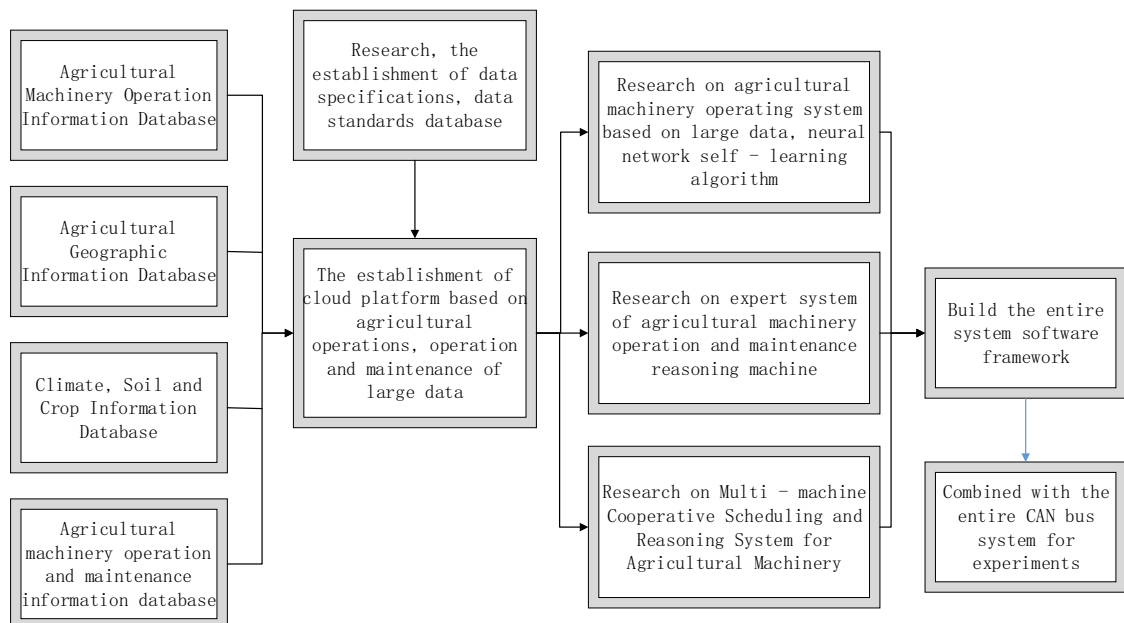 Agricultural
Machinery Operation
Information Database
Agricultural
Geographic
Information Database
Climate, Soil and
Crop Information
Database
Agricultural
machinery operation
and maintenance
information database
Research, the
establishment of data
specifications, data
standards database
The establishment of
cloud platform based on
agricultural
operations, operation
and maintenance of
large data
Research on agricultural
machinery operating system
based on large data, neural
network self - learning
algorithm
Research on expert system
of agricultural machinery
operation and maintenance
reasoning machine
Research on Multi - machine
Cooperative Scheduling and
Reasoning System for
Agricultural Machinery
Build the entire
system software
framework
Combined with the
entire CAN bus
system for
experiments